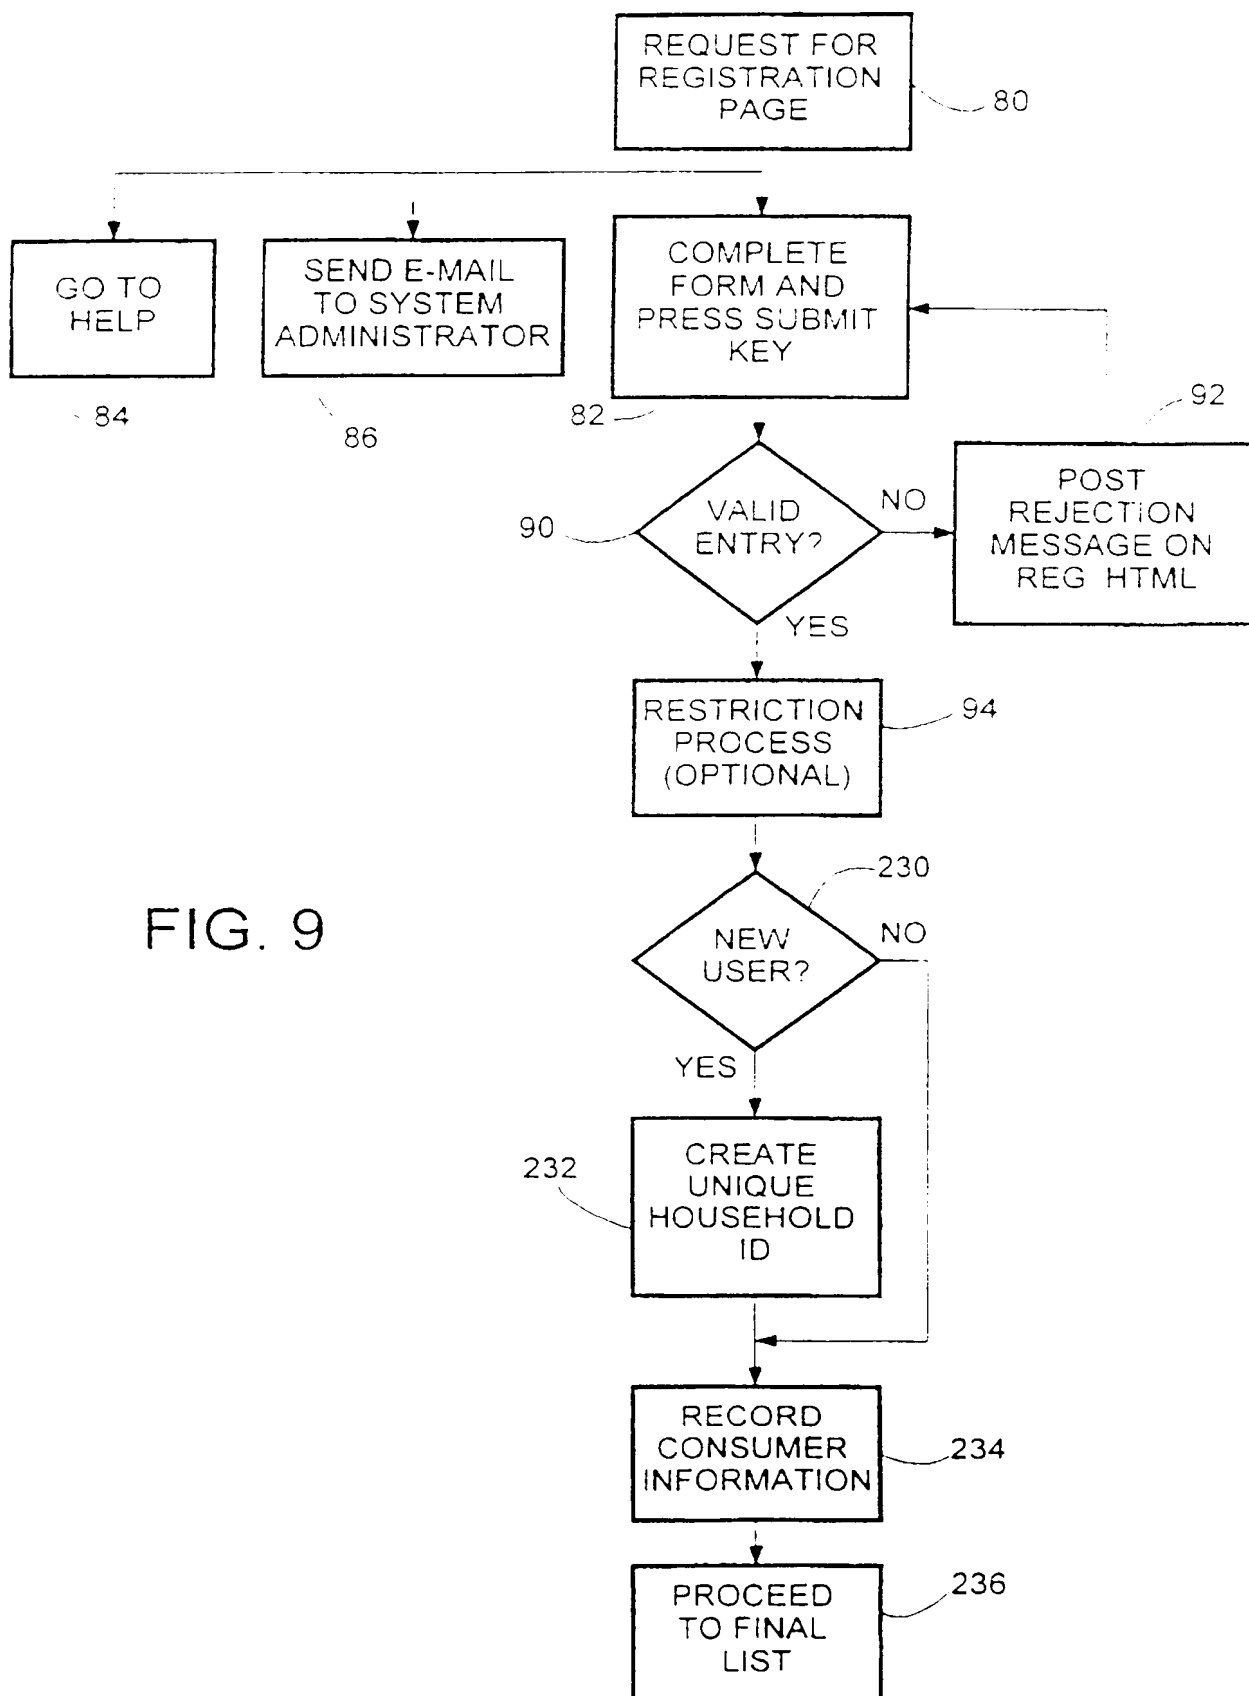 REQUEST FOR
REGISTRATION
PAGE
80
GO TO
HELP
84
SEND E-MAIL
TO SYSTEM
ADMINISTRATOR
86
COMPLETE
FORM AND
PRESS SUBMIT
KEY
82
92
POST
REJECTION
MESSAGE ON
REG HTML
90
VALID
ENTRY?
NO
YES
RESTRICTION
PROCESS
(OPTIONAL)
94
230
NEW
USER?
NO
YES
FIG. 9
232
CREATE
UNIQUE
HOUSEHOLD
ID
RECORD
CONSUMER
INFORMATION
234
PROCEED
TO FINAL
LIST
236